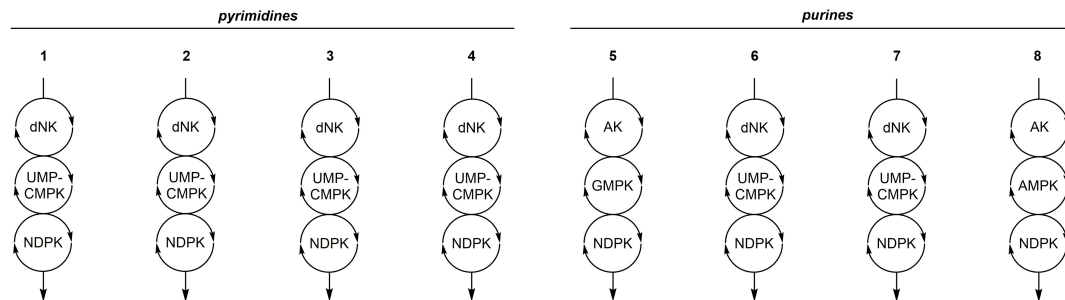 pyrimidines purines
1 2 3 4 5 6 7 8
dNK dNK dNK dNK AK dNK dNK AK
UMP- UMP- UMP- UMP- GMPK UMP- UMP- AMPK
CMPK CMPK CMPK CMPK CMPK CMPK
NDPK NDPK NDPK NDPK NDPK NDPK NDPK NDPK